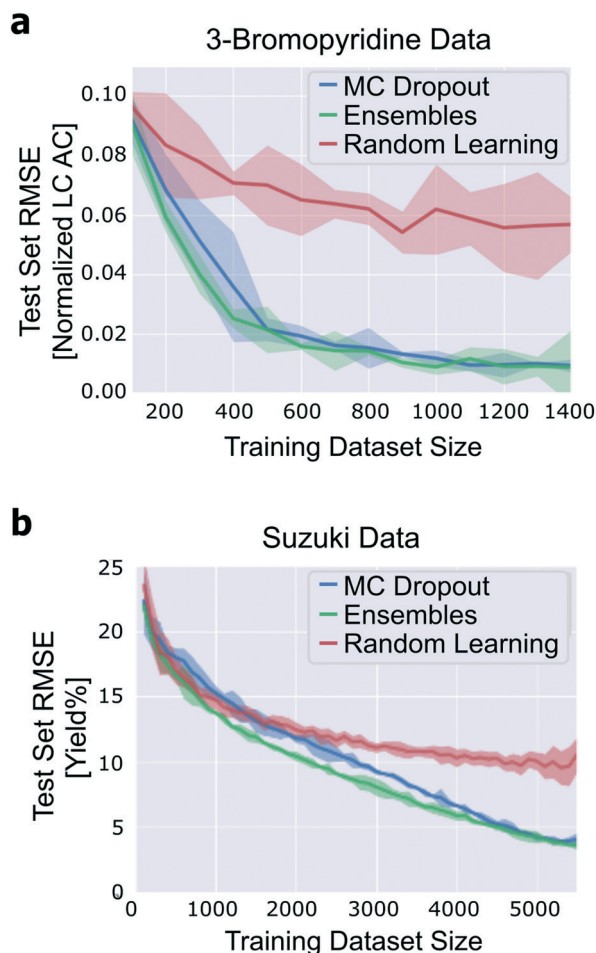 a
3-Bromopyridine Data
MC Dropout
Ensembles
Random Learning
0.10
0.08
0.06
0.04
0.02
0.00
Test Set RMSE
[Normalized LC AC]
200 400 600 800 1000 1200 1400
Training Dataset Size
b
Suzuki Data
MC Dropout
Ensembles
Random Learning
25
20
15
10
5
0
Test Set RMSE
[Yield%]
0 1000 2000 3000 4000 5000
Training Dataset Size